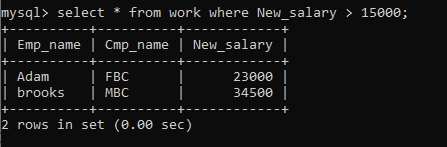 mysql> select * from work where New_salary > 15000;
+----------+----------+------------+
| Emp_name | Cmp_name | New_salary |
+----------+----------+------------+
| Adam     | FBC      |      23000 |
| brooks   | MBC      |      34500 |
+----------+----------+------------+
2 rows in set (0.00 sec)